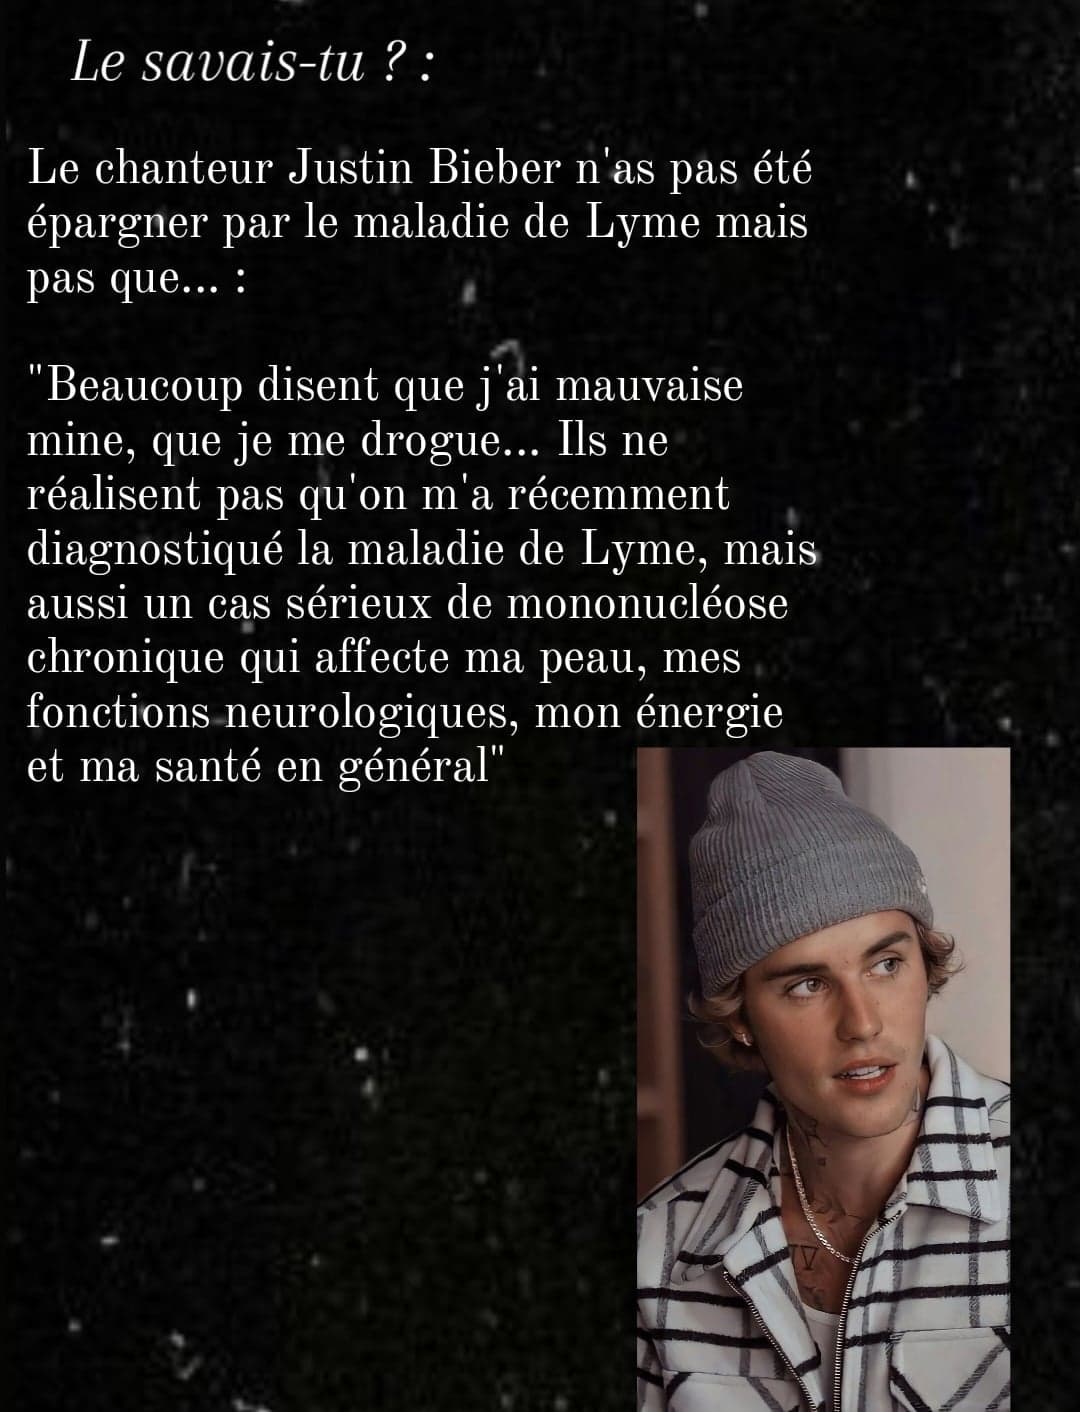 Le savais-tu ? :
Le chanteur Justin Bieber n'as pas été
épargner par le maladie de Lyme mais
pas que... :
"Beaucoup disent que j'ai mauvaise
mine, que je me drogue... Ils ne
réalisent pas qu'on m'a récemment
diagnostiqué la maladie de Lyme, mais
aussi un cas sérieux de mononucléose
chronique qui affecte ma peau, mes
fonctions neurologiques, mon énergie
et ma santé en général"